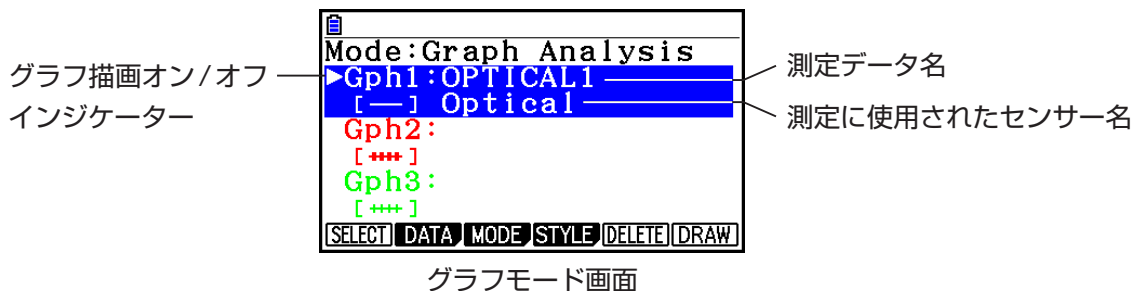 グラフ描画オン/オフ
インジケーター
Mode:Graph Analysis
▶Gph1:OPTICAL1
[—] Optical
Gph2:
[++++]
Gph3:
[++++]
SELECT DATA MODE STYLE DELETE DRAW
測定データ名
測定に使用されたセンサー名
グラフモード画面